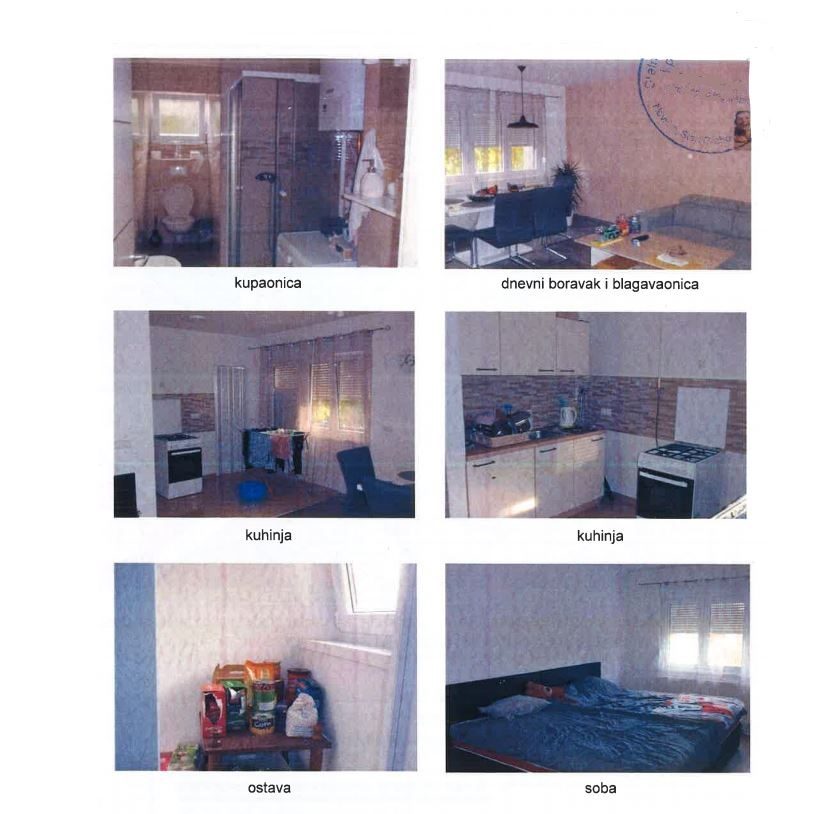 kupaonica
dnevni boravak i blagavaonica
kuhinja
kuhinja
ostava
soba